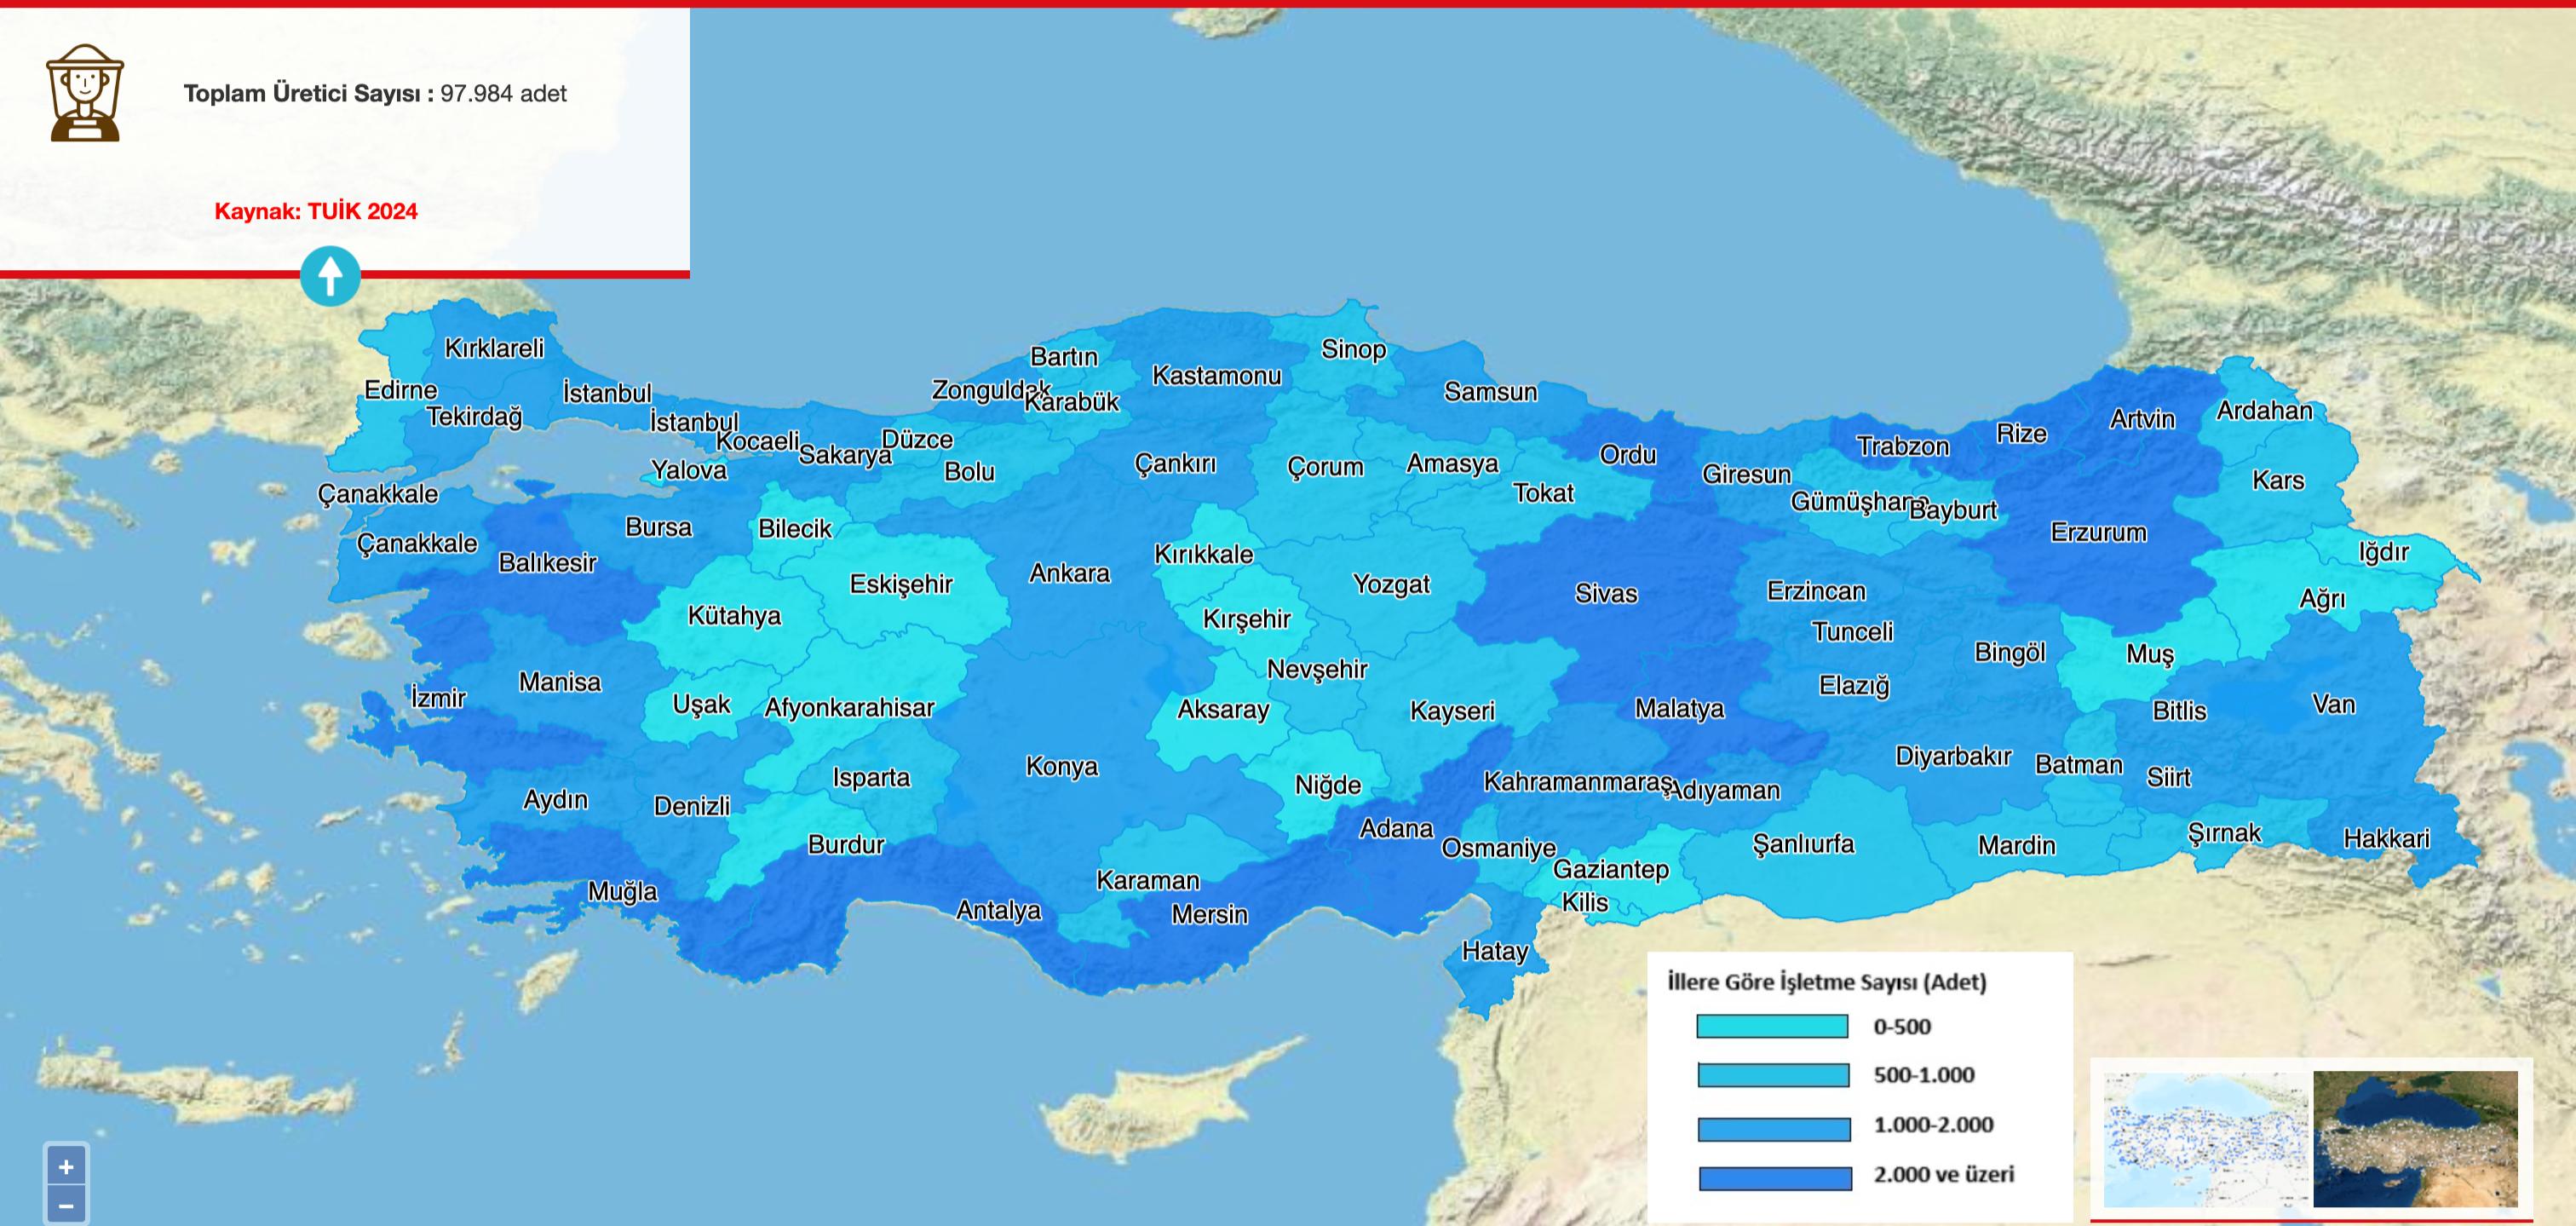 Toplam Üretici Sayısı : 97.984 adet
Kaynak: TUİK 2024
Kırklareli
Edirne
Tekirdağ
İstanbul
İstanbul
Kocaeli
Sakarya
Düzce
Yalova
Bolu
Zonguldak
Bartın
Karabük
Kastamonu
Sinop
Samsun
Çankırı
Çorum
Amasya
Tokat
Ordu
Giresun
Gümüşhane
Bayburt
Trabzon
Rize
Artvin
Ardahan
Kars
Erzurum
Iğdır
Ağrı
Çanakkale
Çanakkale
Balıkesir
Bursa
Bilecik
Eskişehir
Kütahya
Ankara
Kırıkkale
Kırşehir
Yozgat
Sivas
Erzincan
Tunceli
Bingöl
Muş
Elazığ
Manisa
İzmir
Uşak
Afyonkarahisar
Aksaray
Nevşehir
Kayseri
Malatya
Bitlis
Van
Konya
Isparta
Niğde
Kahramanmaraş
Adıyaman
Diyarbakır
Batman
Siirt
Aydın
Denizli
Burdur
Muğla
Antalya
Karaman
Mersin
Adana
Osmaniye
Gaziantep
Kilis
Hatay
Şanlıurfa
Mardin
Şırnak
Hakkari
İllere Göre İşletme Sayısı (Adet)
0-500
500-1.000
1.000-2.000
2.000 ve üzeri
+
−